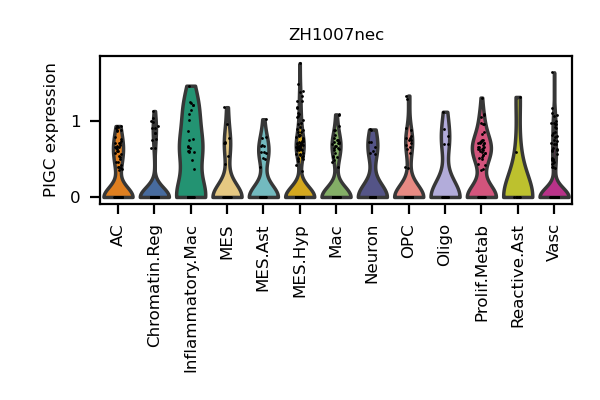 ZH1007nec
PIGC expression
1
0
AC
Chromatin.Reg
Inflammatory.Mac
MES
MES.Ast
MES.Hyp
Mac
Neuron
OPC
Oligo
Prolif.Metab
Reactive.Ast
Vasc